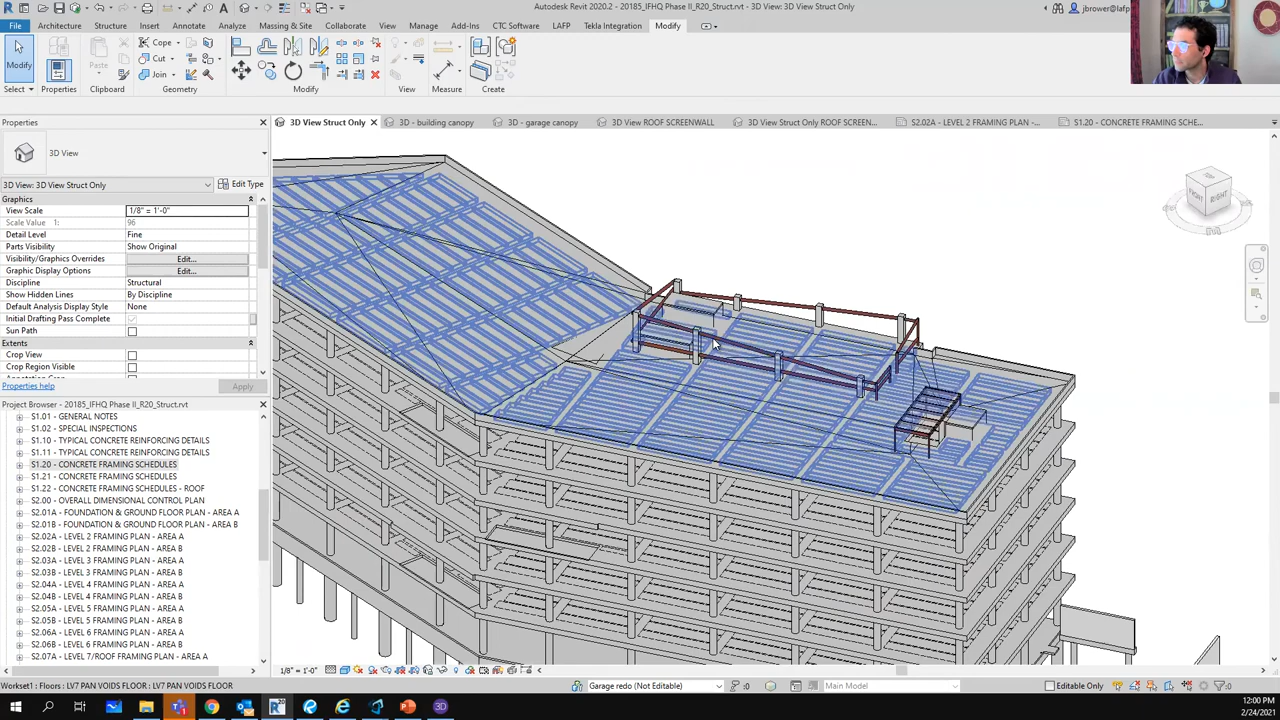 Autodesk Revit 2020.2 - 20185_IFHQ Phase II_R20_Struct.rvt - 3D View: 3D View Struct Only
jbrower@lafp
File Architecture Structure Insert Annotate Analyze Massing & Site Collaborate View Manage Add-Ins CTC Software LAFP Tekla Integration Modify
Modify Paste Cope Cut Join
Select Properties Clipboard Geometry Modify View Measure Create
Properties
3D View Struct Only 3D - building canopy 3D - garage canopy 3D View ROOF SCREENWALL 3D View Struct Only ROOF SCREEN... S2.02A - LEVEL 2 FRAMING PLAN -... S1.20 - CONCRETE FRAMING SCHE...
3D View
3D View: 3D View Struct Only Edit Type
Graphics
View Scale 1/8" = 1'-0"
Scale Value 1: 96
Detail Level Fine
Parts Visibility Show Original
Visibility/Graphics Overrides Edit...
Graphic Display Options Edit...
Discipline Structural
Show Hidden Lines By Discipline
Default Analysis Display Style None
Initial Drafting Pass Complete
Sun Path
Extents
Crop View
Crop Region Visible
Properties help Apply
TOP
FRONT
RIGHT
Project Browser - 20185_IFHQ Phase II_R20_Struct.rvt
S1.01 - GENERAL NOTES
S1.02 - SPECIAL INSPECTIONS
S1.10 - TYPICAL CONCRETE REINFORCING DETAILS
S1.11 - TYPICAL CONCRETE REINFORCING DETAILS
S1.20 - CONCRETE FRAMING SCHEDULES
S1.21 - CONCRETE FRAMING SCHEDULES
S1.22 - CONCRETE FRAMING SCHEDULES - ROOF
S2.00 - OVERALL DIMENSIONAL CONTROL PLAN
S2.01A - FOUNDATION & GROUND FLOOR PLAN - AREA A
S2.01B - FOUNDATION & GROUND FLOOR PLAN - AREA B
S2.02A - LEVEL 2 FRAMING PLAN - AREA A
S2.02B - LEVEL 2 FRAMING PLAN - AREA B
S2.03A - LEVEL 3 FRAMING PLAN - AREA A
S2.03B - LEVEL 3 FRAMING PLAN - AREA B
S2.04A - LEVEL 4 FRAMING PLAN - AREA A
S2.04B - LEVEL 4 FRAMING PLAN - AREA B
S2.05A - LEVEL 5 FRAMING PLAN - AREA A
S2.05B - LEVEL 5 FRAMING PLAN - AREA B
S2.06A - LEVEL 6 FRAMING PLAN - AREA A
S2.06B - LEVEL 6 FRAMING PLAN - AREA B
S2.07A - LEVEL 7/ROOF FRAMING PLAN - AREA A
1/8" = 1'-0"
Workset1 : Floors : LV7 PAN VOIDS FLOOR : LV7 PAN VOIDS FLOOR Garage redo (Not Editable) :0 Main Model Editable Only :0
12:00 PM
2/24/2021